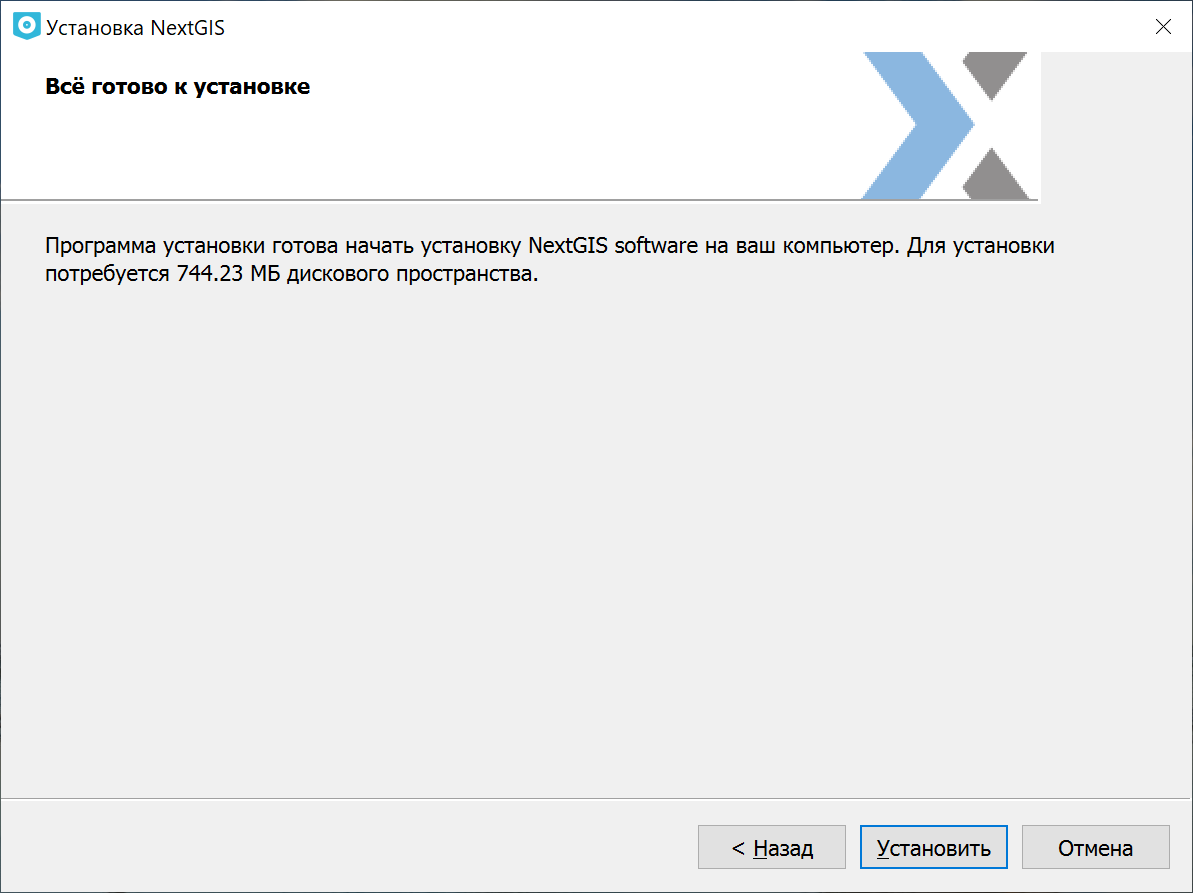 Установка NextGIS
Всё готово к установке
Программа установки готова начать установку NextGIS software на ваш компьютер. Для установки
потребуется 744.23 МБ дискового пространства.
< Назад
Установить
Отмена